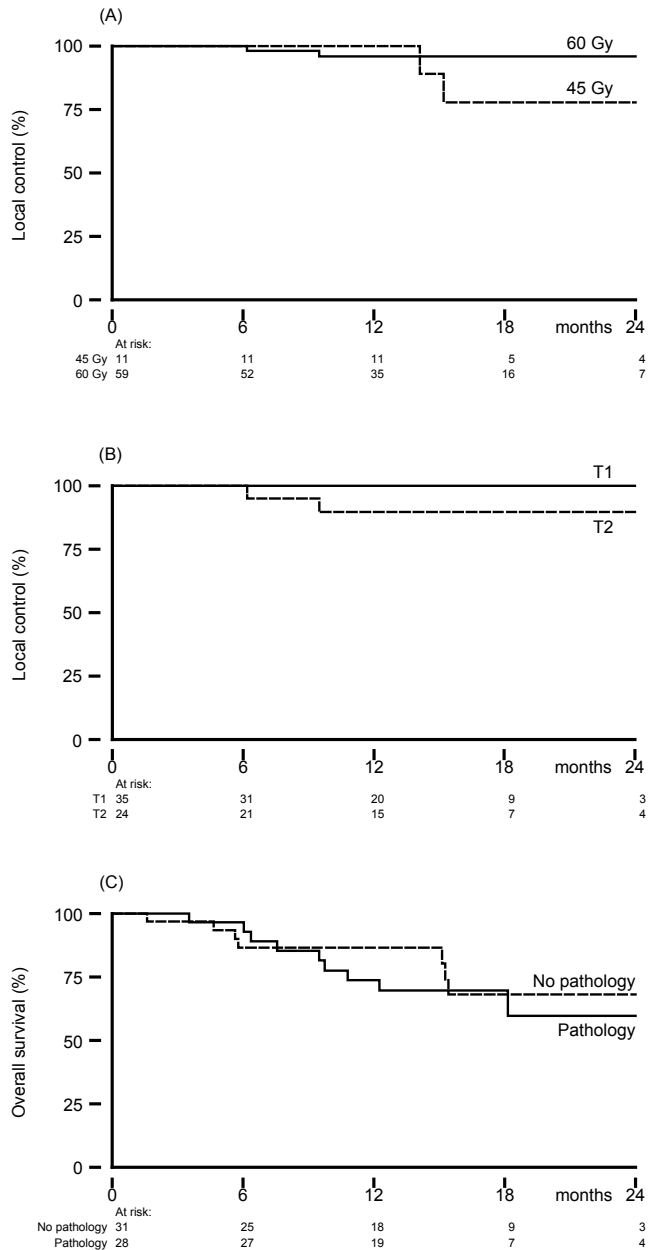 (A)
100
75
50
25
0
Local control (%)
60 Gy
45 Gy
0 6 12 18 months 24
At risk:
45 Gy 11 11 11 5 4
60 Gy 59 52 35 16 7
(B)
100
75
50
25
0
Local control (%)
T1
T2
0 6 12 18 months 24
At risk:
T1 35 31 20 9 3
T2 24 21 15 7 4
(C)
100
75
50
25
0
Overall survival (%)
No pathology
Pathology
0 6 12 18 months 24
At risk:
No pathology 31 25 18 9 3
Pathology 28 27 19 7 4